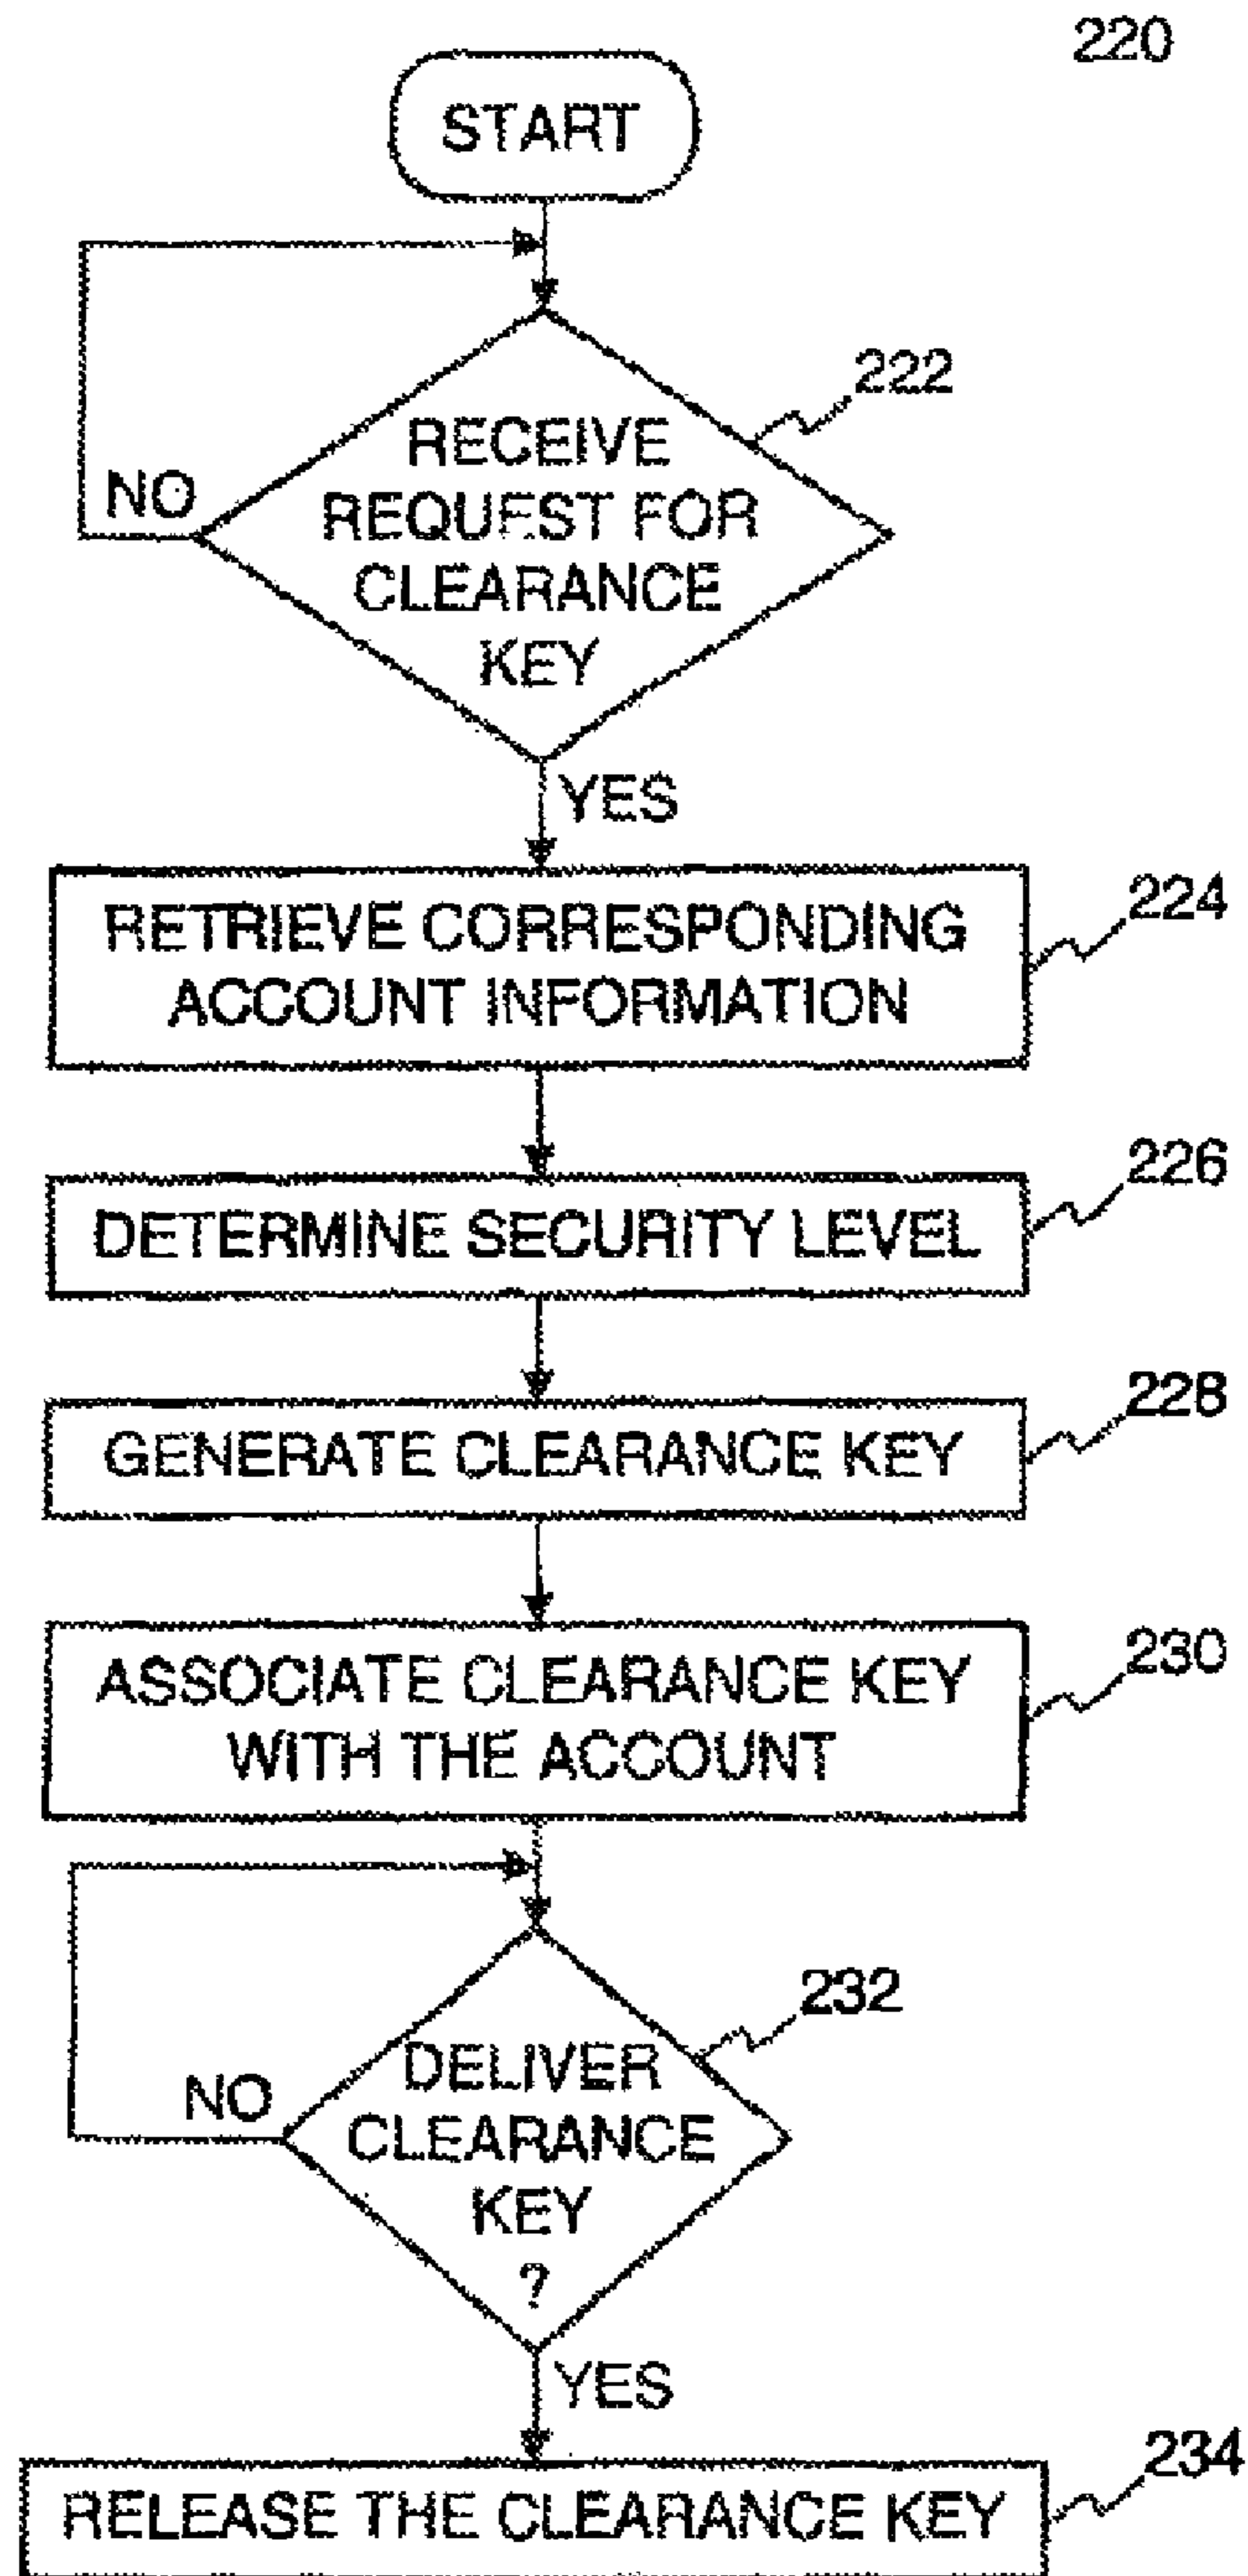 220
START
222
RECEIVE
REQUEST FOR
CLEARANCE
KEY
NO
YES
RETRIEVE CORRESPONDING
ACCOUNT INFORMATION
224
DETERMINE SECURITY LEVEL
226
GENERATE CLEARANCE KEY
228
ASSOCIATE CLEARANCE KEY
WITH THE ACCOUNT
230
232
DELIVER
CLEARANCE
KEY
?
NO
YES
RELEASE THE CLEARANCE KEY
234